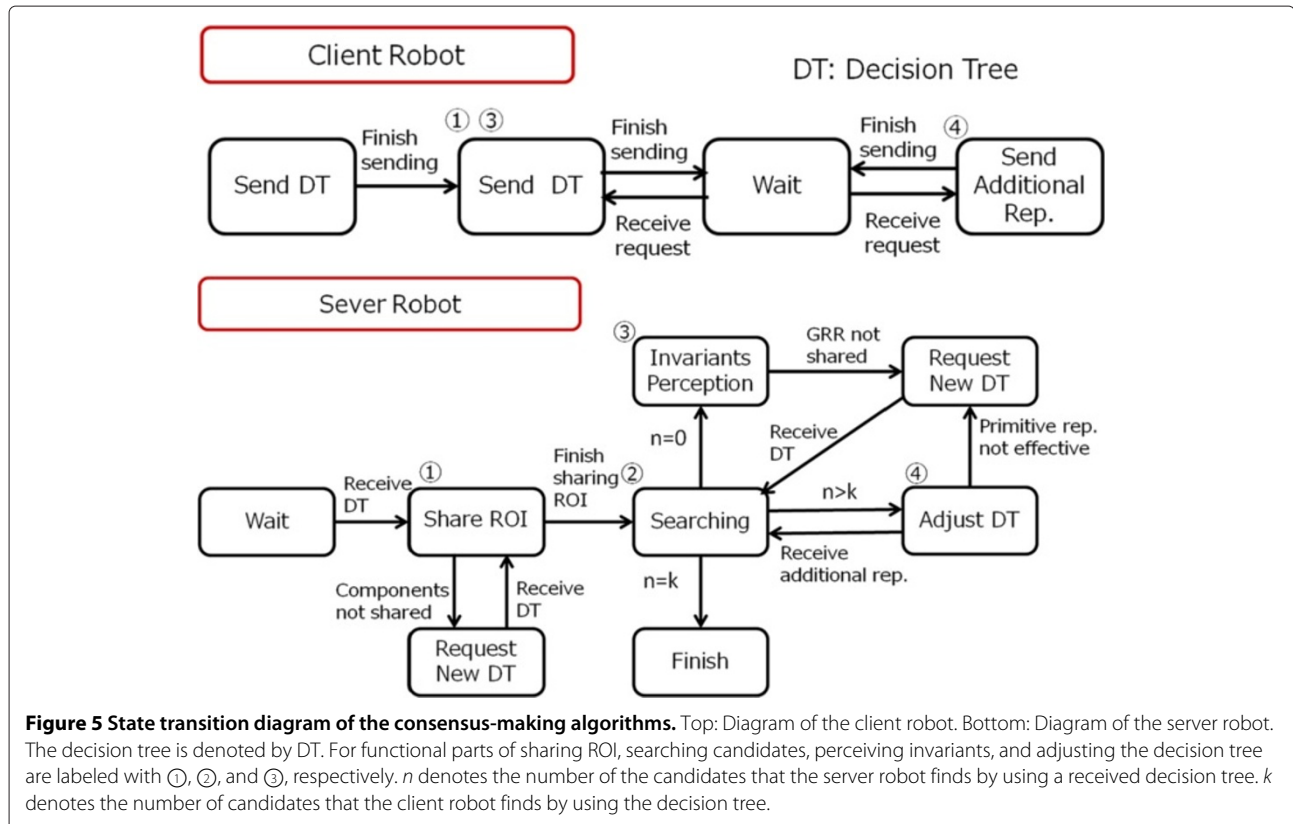 Client Robot
DT: Decision Tree
① ③
④
Finish
sending
Finish
sending
Finish
sending
Send DT
Send DT
Wait
Send
Additional
Rep.
Receive
request
Receive
request
Sever Robot
③
GRR not
shared
Invariants
Perception
Request
New DT
n=0
Receive
DT
Primitive rep.
not effective
①
Finish
sharing
ROI
②
④
Receive
DT
n>k
Wait
Share ROI
Searching
Adjust DT
Receive
additional rep.
Components
not shared
Receive
DT
n=k
Request
New DT
Finish
Figure 5 State transition diagram of the consensus-making algorithms. Top: Diagram of the client robot. Bottom: Diagram of the server robot.
The decision tree is denoted by DT. For functional parts of sharing ROI, searching candidates, perceiving invariants, and adjusting the decision tree
are labeled with ①, ②, and ③, respectively. n denotes the number of the candidates that the server robot finds by using a received decision tree. k
denotes the number of candidates that the client robot finds by using the decision tree.